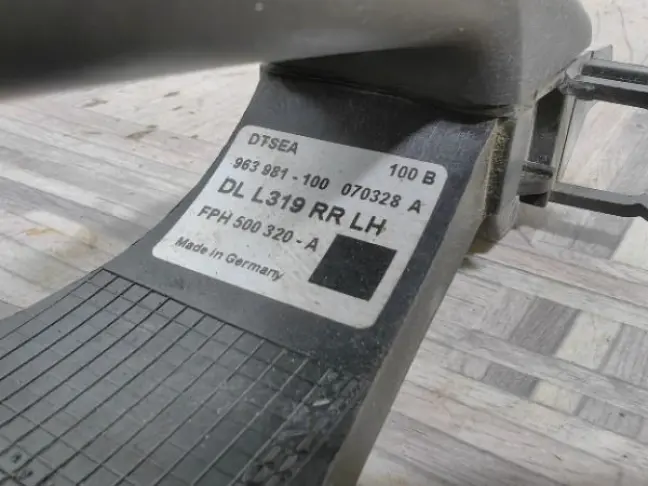 DTSEA 100 B
963 981 - 100 070328 A
DL L319 RR LH
FPH 500 320 - A
Made in Germany